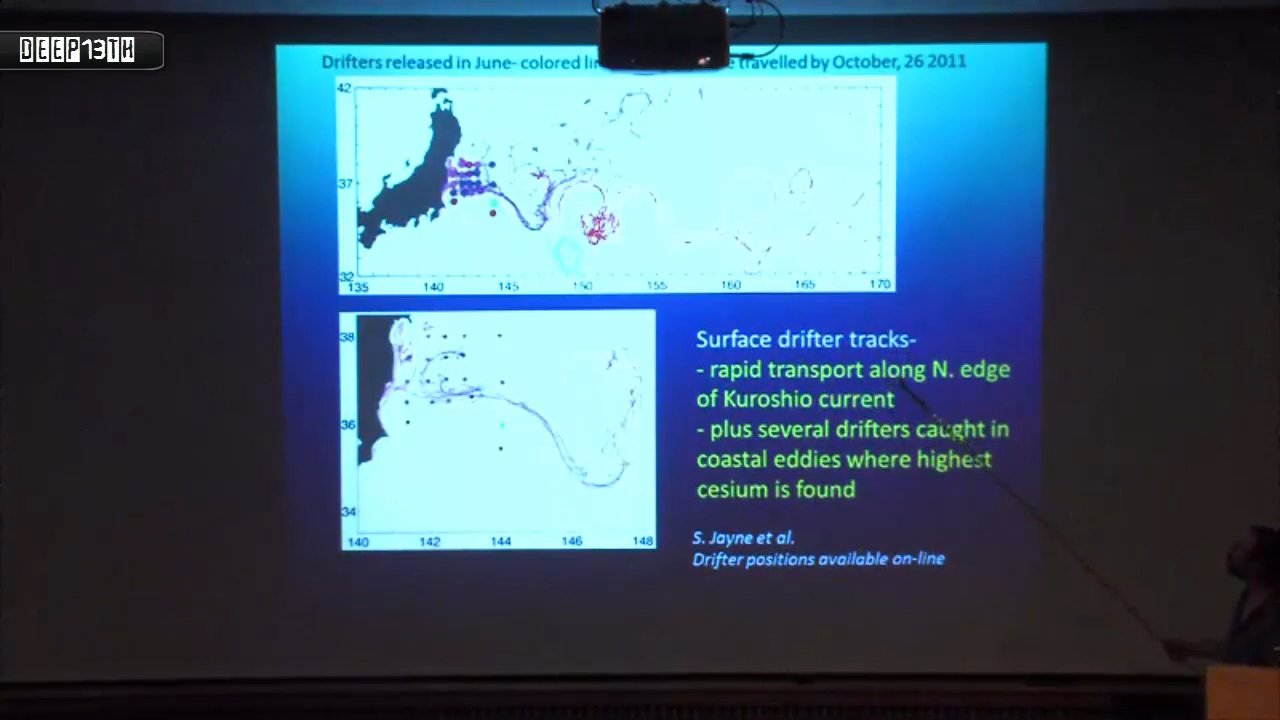 DEEP13TH
Drifters released in June- colored travelled by October, 26 2011
42
37
32
135 140 145 150 155 160 165 170
38
36
34
140 142 144 146 148
Surface drifter tracks-
- rapid transport along N. edge
of Kuroshio current
- plus several drifters caught in
coastal eddies where highest
cesium is found
S. Jayne et al.
Drifter positions available on-line